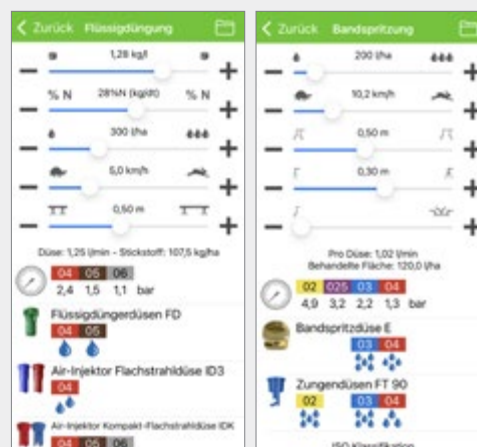 Zurück Flüssigdüngung
1,28 kg/l
% N 28%N (kg/dt) % N
300 l/ha
5,0 km/h
0,50 m
Düse: 1,25 l/min - Stickstoff: 107,5 kg/ha
04 05 06
2,4 1,5 1,1 bar
Flüssigdüngerdüsen FD
04 05
Air-Injektor Flachstrahldüse ID3
04
Air-Injektor Kompakt-Flachstrahldüse IDK
04 05 06
Zurück Bandspritzung
200 l/ha
10,2 km/h
0,50 m
0,30 m
Pro Düse: 1,02 l/min
Behandelte Fläche: 120,0 l/ha
02 025 03 04
4,9 3,2 2,2 1,3 bar
Bandspritzdüse E
03 04
Zungendüsen FT 90
02 03 04
ISO Klassifikation